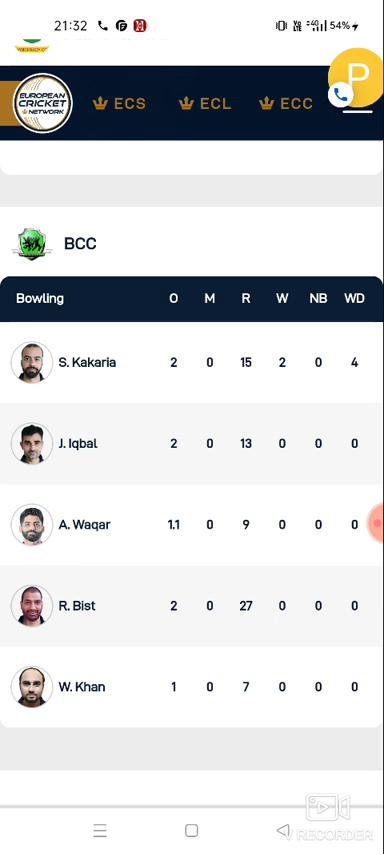 21:32 54%
P
EUROPEAN CRICKET NETWORK ECS ECL ECC
BCC
Bowling O M R W NB WD
S. Kakaria 2 0 15 2 0 4
J. Iqbal 2 0 13 0 0 0
A. Waqar 1.1 0 9 0 0 0
R. Bist 2 0 27 0 0 0
W. Khan 1 0 7 0 0 0
RECORDER